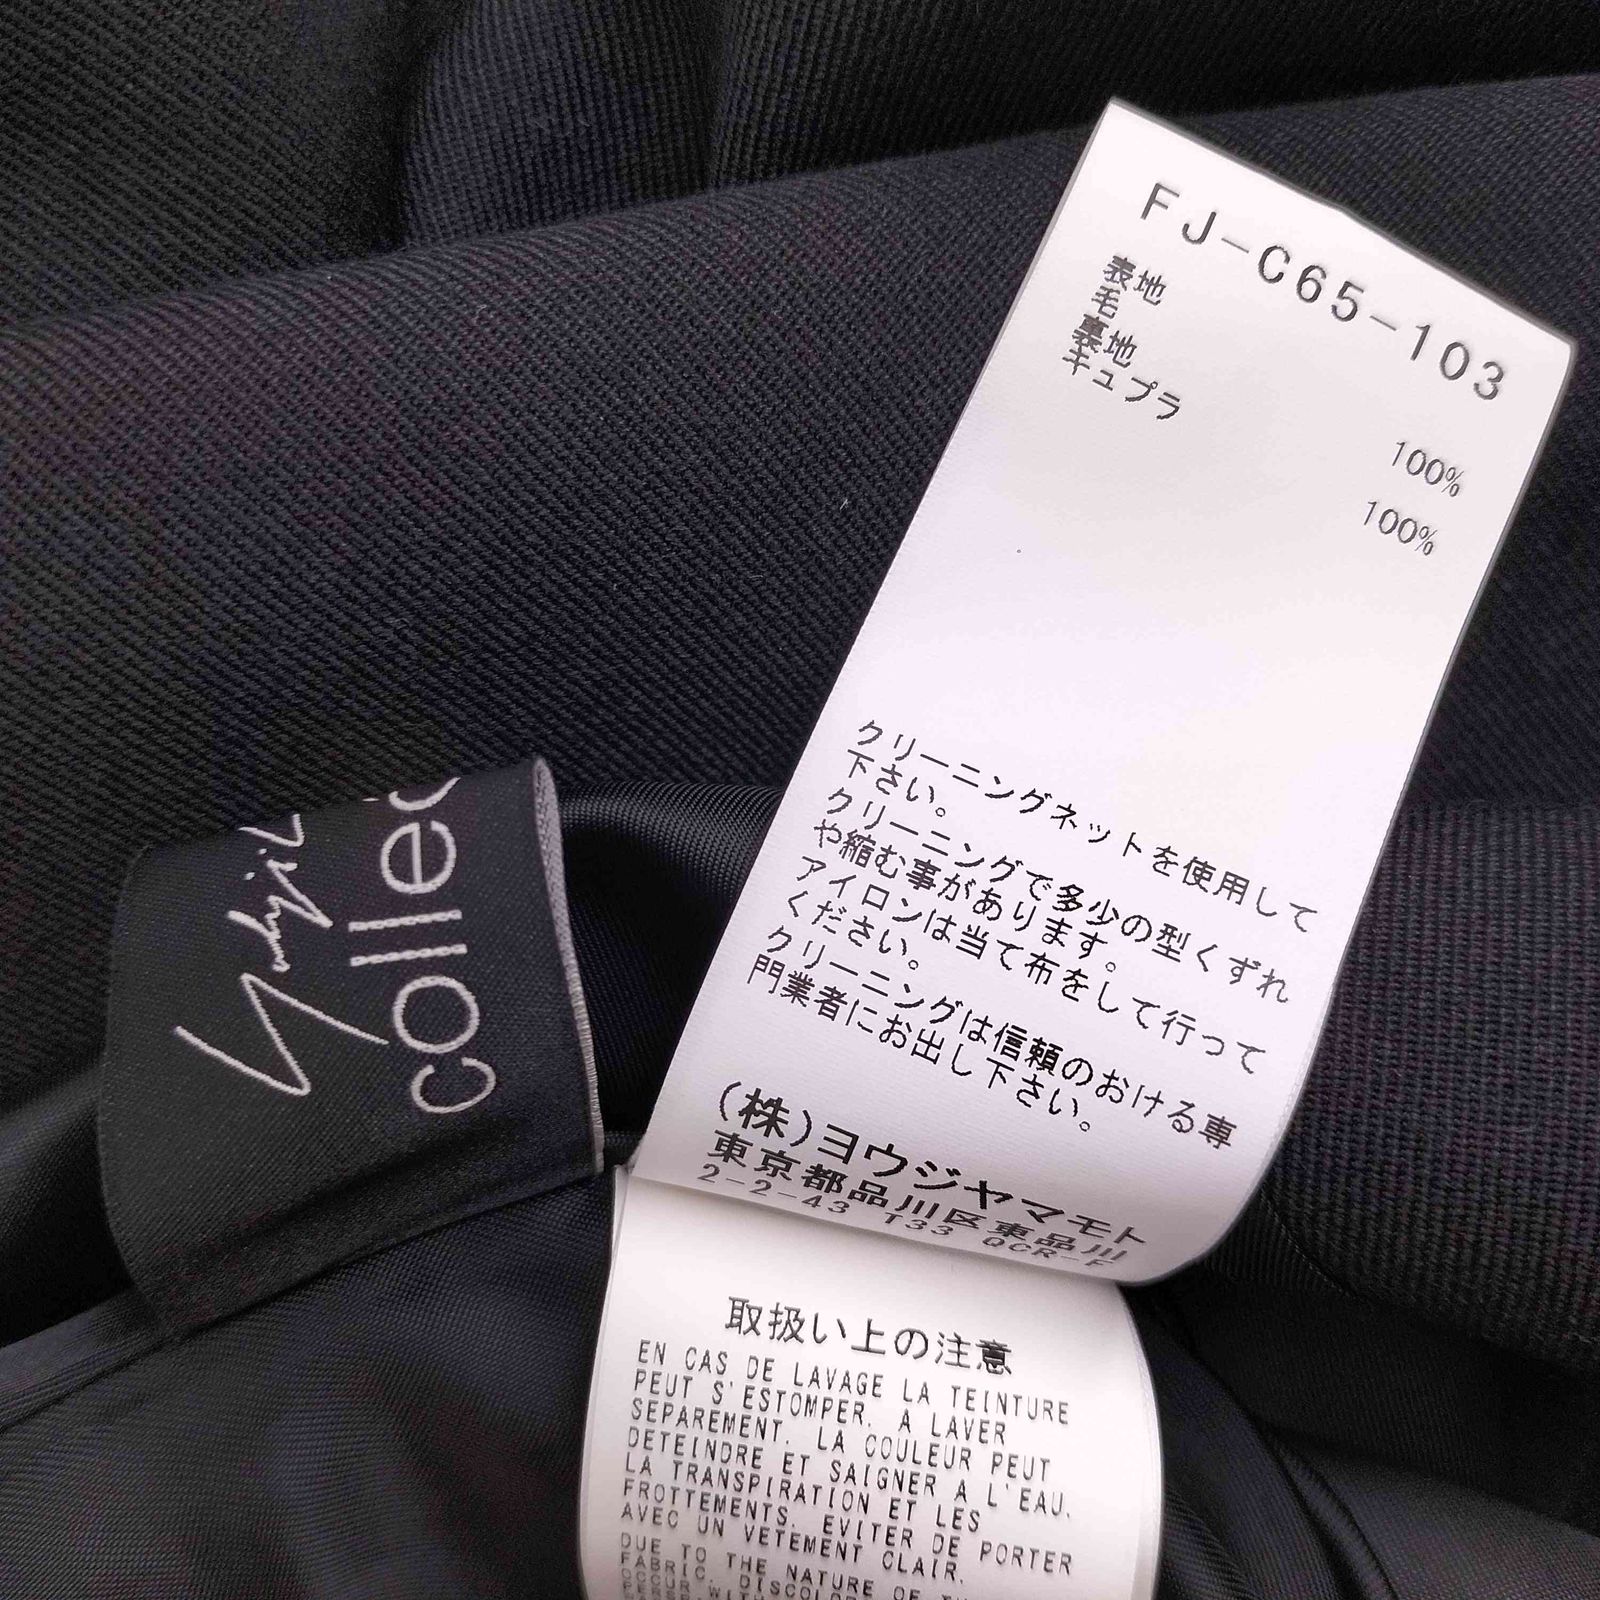 FJ-C65-103
表地
毛 100%
裏地
キュプラ 100%
クリーニングネットを使用して
下さい。
クリーニングで多少の型くずれ
や縮む事があります。
アイロンは当て布をして行って
ください。
クリーニングは信頼のおける専
門業者にお出し下さい。
(株)ヨウジヤマモト
東京都品川区東品川
2-2-43 T33 QCR-F
collec
取扱い上の注意
EN CAS DE LAVAGE LA TEINTURE
PEUT S'ESTOMPER. A LAVER
SEPAREMENT. LA COULEUR PEUT
DETEINDRE ET SAIGNER A L'EAU.
LA TRANSPIRATION ET LES
FROTTEMENTS. EVITER DE PORTER
AVEC UN VETEMENT CLAIR.
DUE TO THE NATURE OF
FABRIC, DISCOLO